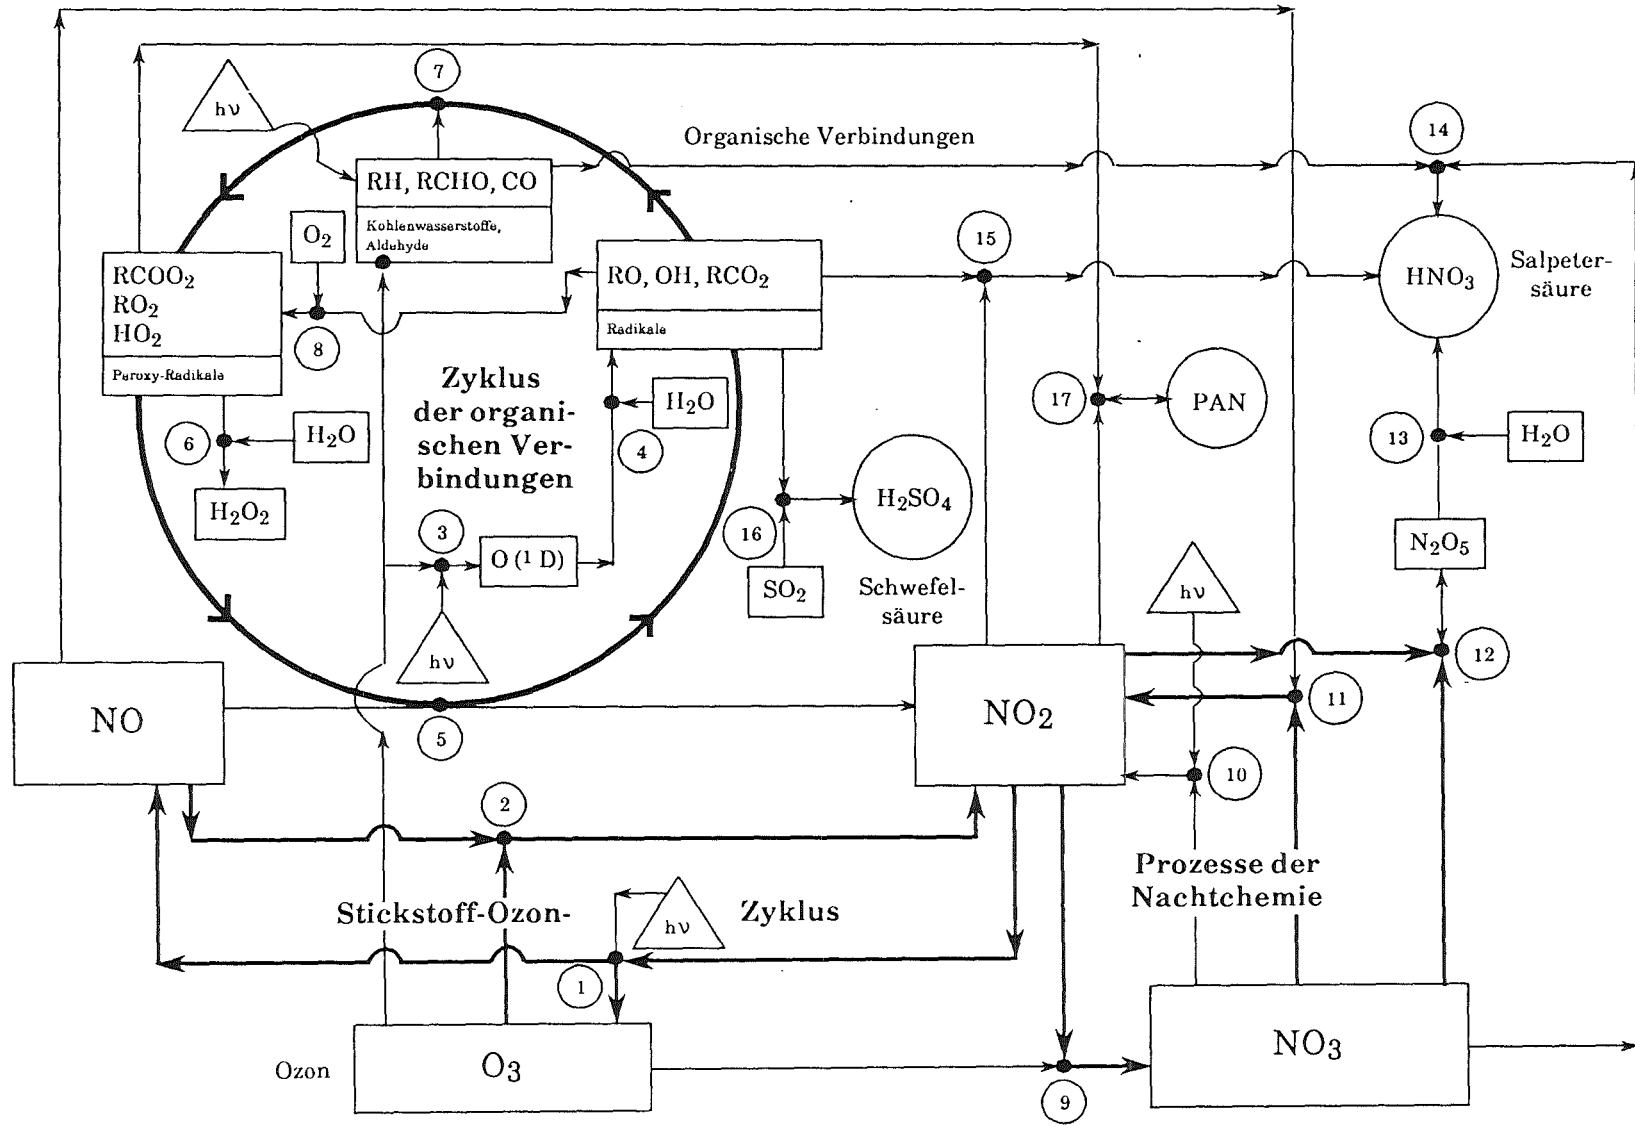 7
hν
Organische Verbindungen
14
RH, RCHO, CO
Kohlenwasserstoffe,
Aldehyde
O₂
15
RCOO₂
RO₂
HO₂
Peroxy-Radikale
RO, OH, RCO₂
Radikale
HNO₃
Salpeter-
säure
8
Zyklus
der organi-
schen Ver-
bindungen
H₂O
4
17
PAN
6
H₂O
H₂O₂
13
H₂O
3
O (¹ D)
16
H₂SO₄
SO₂
Schwefel-
säure
N₂O₅
hν
hν
12
NO
5
NO₂
11
10
2
Prozesse der
Nachtchemie
Stickstoff-Ozon-
Zyklus
hν
1
Ozon
O₃
NO₃
9